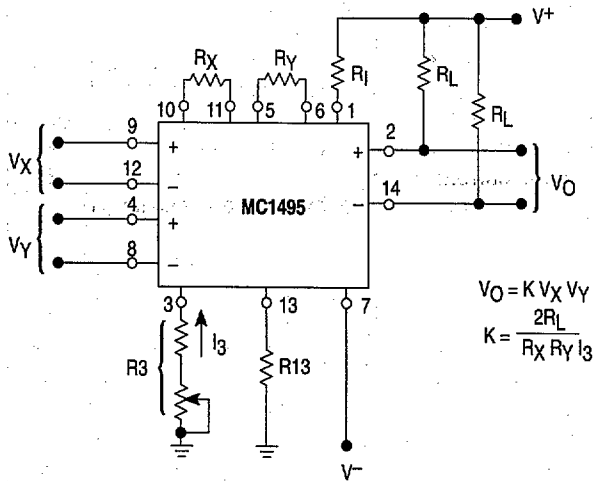 V+
RX
RY
RI
RL
RL
10
11
5
6
1
9
2
+
+
VX
12
−
14
VO
4
MC1495
−
+
VY
8
−
3
13
7
I3
R3
R13
V−
VO = K VX VY
K = 2RL / RX RY I3